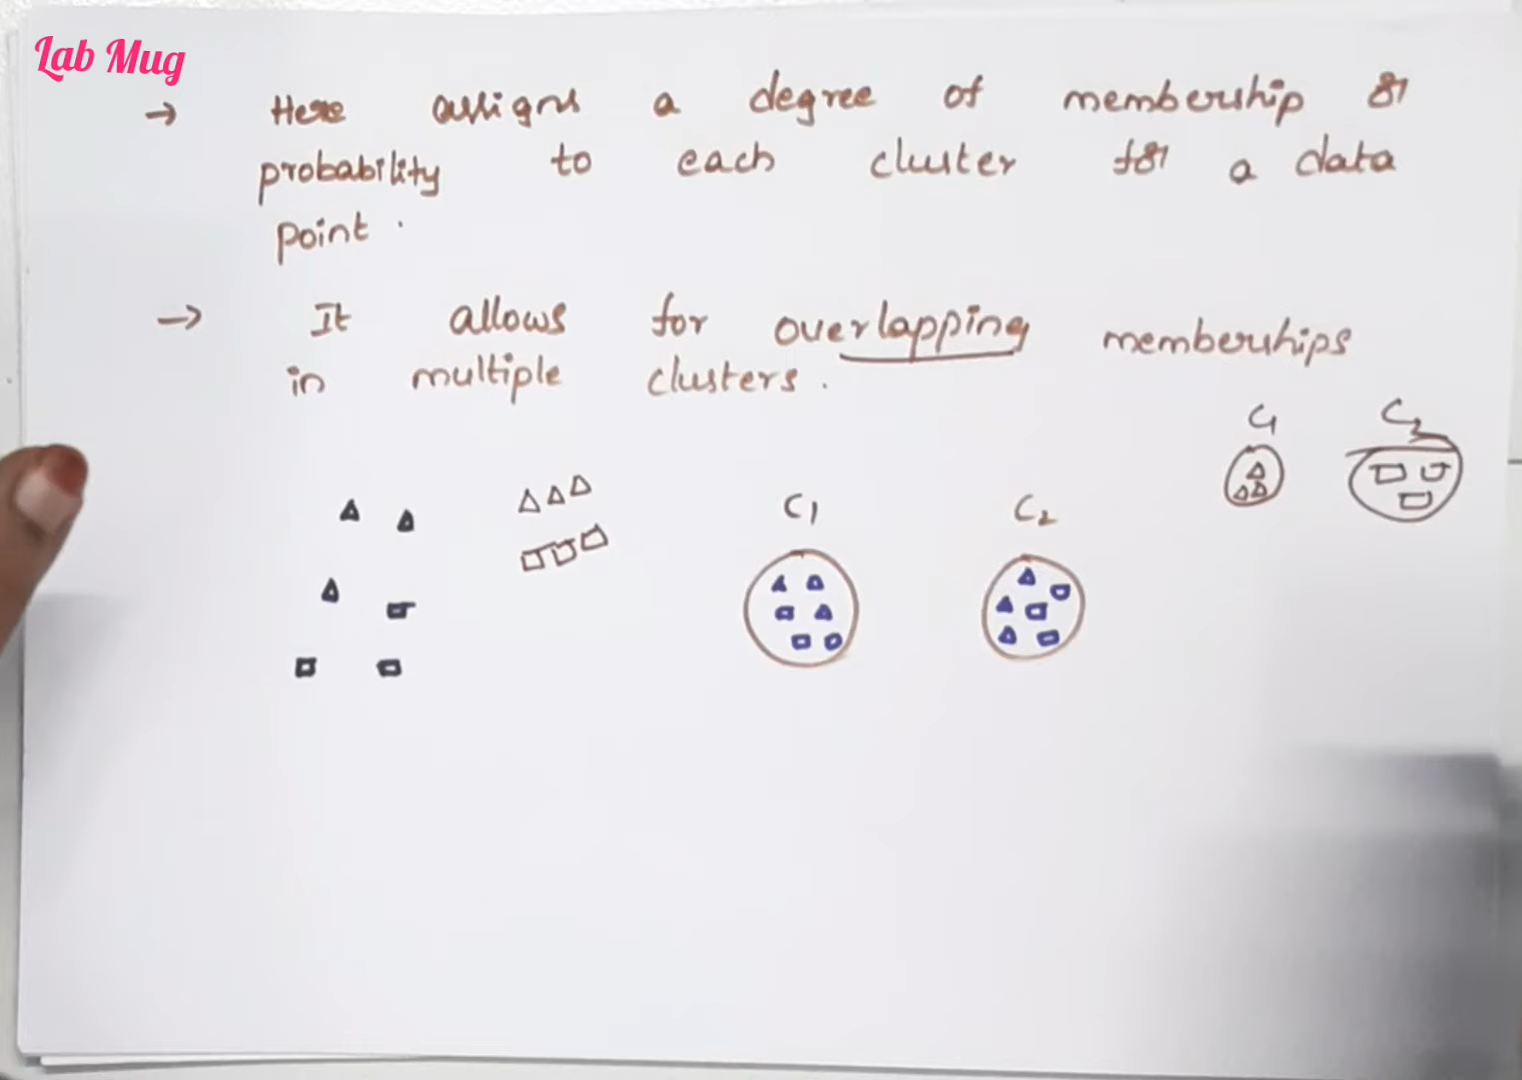 Lab Mug
→ Here assigns a degree of membership or
probability to each cluster for a data
point.
→ It allows for overlapping memberships
in multiple clusters.
C1 C2
C1 C2